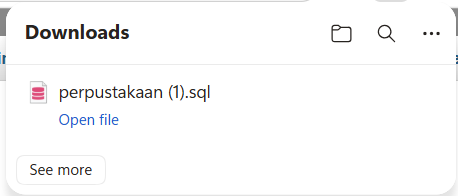 Downloads
perpustakaan (1).sql
Open file
See more